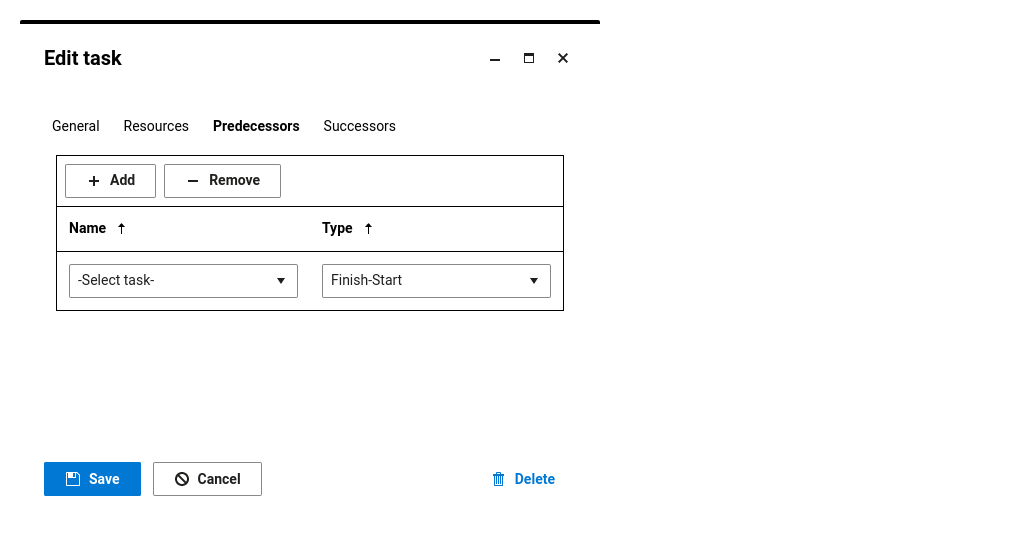 Edit task
General Resources Predecessors Successors
Add Remove
Name Type
-Select task- Finish-Start
Save Cancel Delete